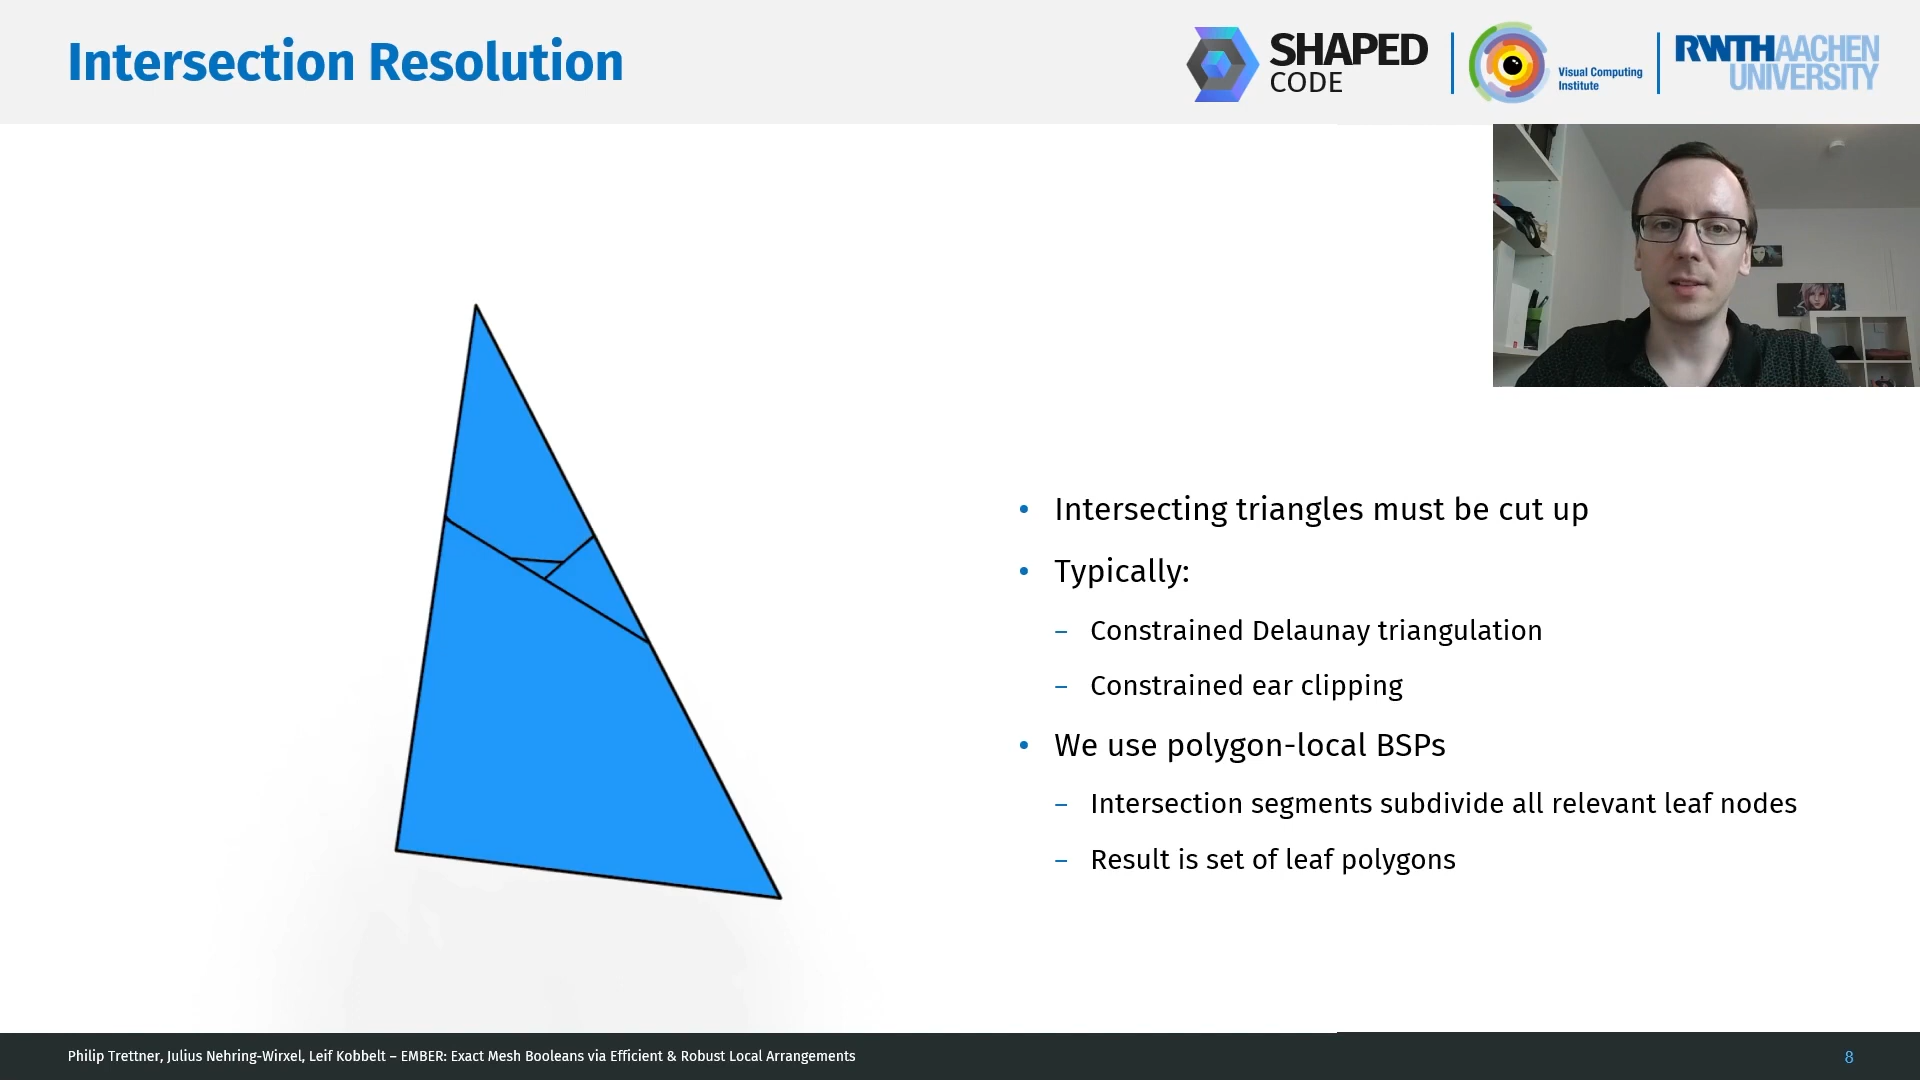 Intersection Resolution
SHAPED
CODE
Visual Computing
Institute
RWTHAACHEN
UNIVERSITY
• Intersecting triangles must be cut up
• Typically:
– Constrained Delaunay triangulation
– Constrained ear clipping
• We use polygon-local BSPs
– Intersection segments subdivide all relevant leaf nodes
– Result is set of leaf polygons
Philip Trettner, Julius Nehring-Wirxel, Leif Kobbelt – EMBER: Exact Mesh Booleans via Efficient & Robust Local Arrangements
8